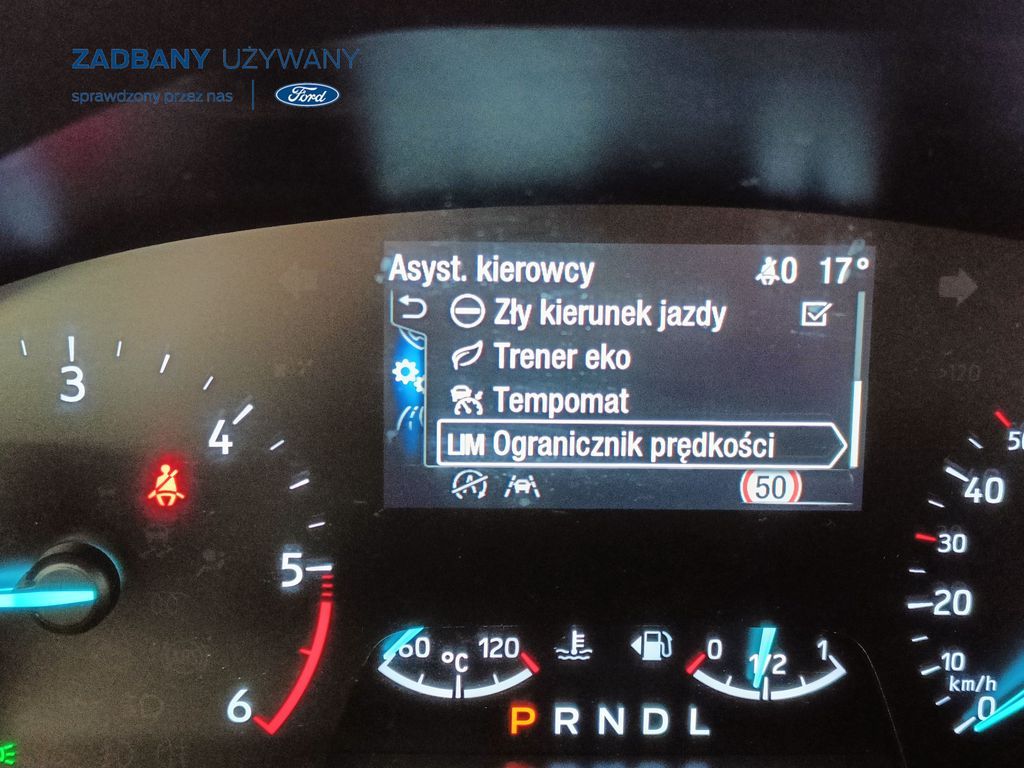 ZADBANY UŻYWANY
sprawdzony przez nas
Ford
Asyst. kierowcy 0 17°
Zły kierunek jazdy
Trener eko
Tempomat
LIM Ogranicznik prędkości
50
3
4
5
6
60 °C 120
0 1/2 1
P R N D L
50
40
30
20
10
km/h
0